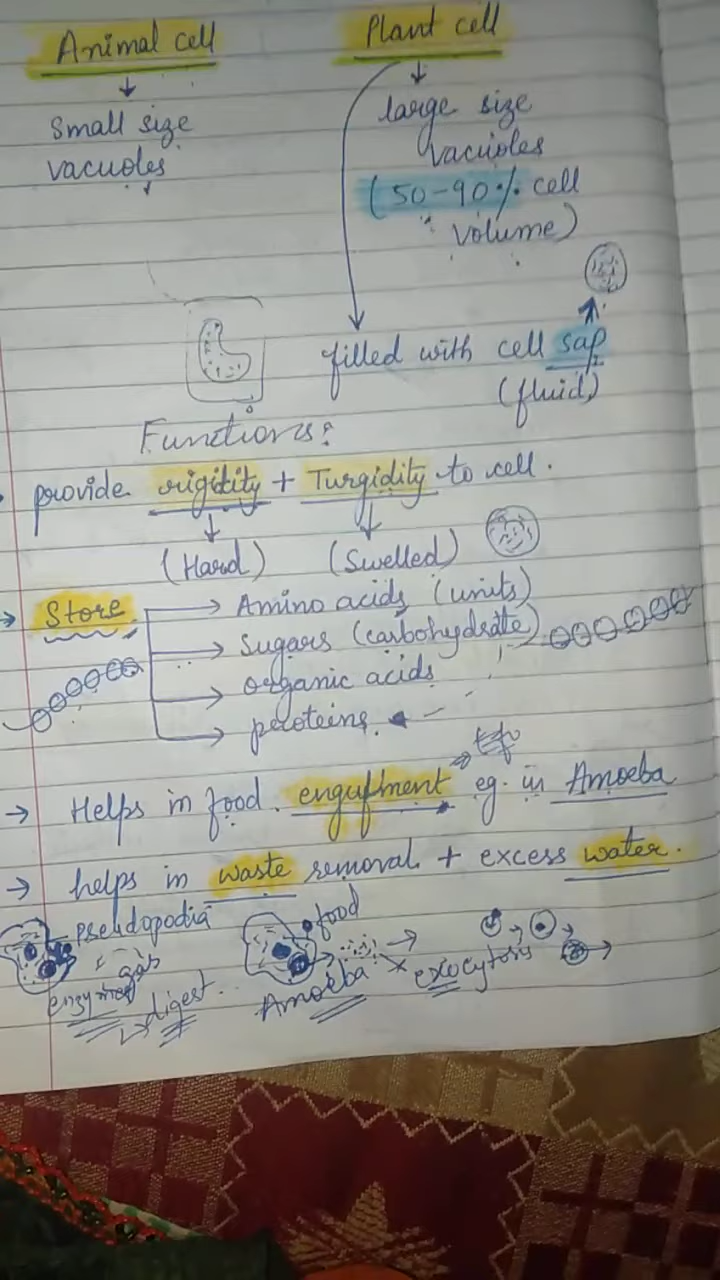 Animal cell
↓
Small size
vacuoles
Plant cell
↓
large size
vacuoles
(50-90% cell
volume)
filled with cell sap
(fluid)
Functions:
provide rigidity + Turgidity to cell.
↓ ↓
(Hard) (Swelled)
→ Store → Amino acids (units)
→ Sugars (carbohydrate)
→ organic acids
→ proteins.
→ Helps in food engulfment eg. in Amoeba
→ helps in waste removal + excess water.
pseudopodia
food
enzymes
digest
Amoeba
exocytosis